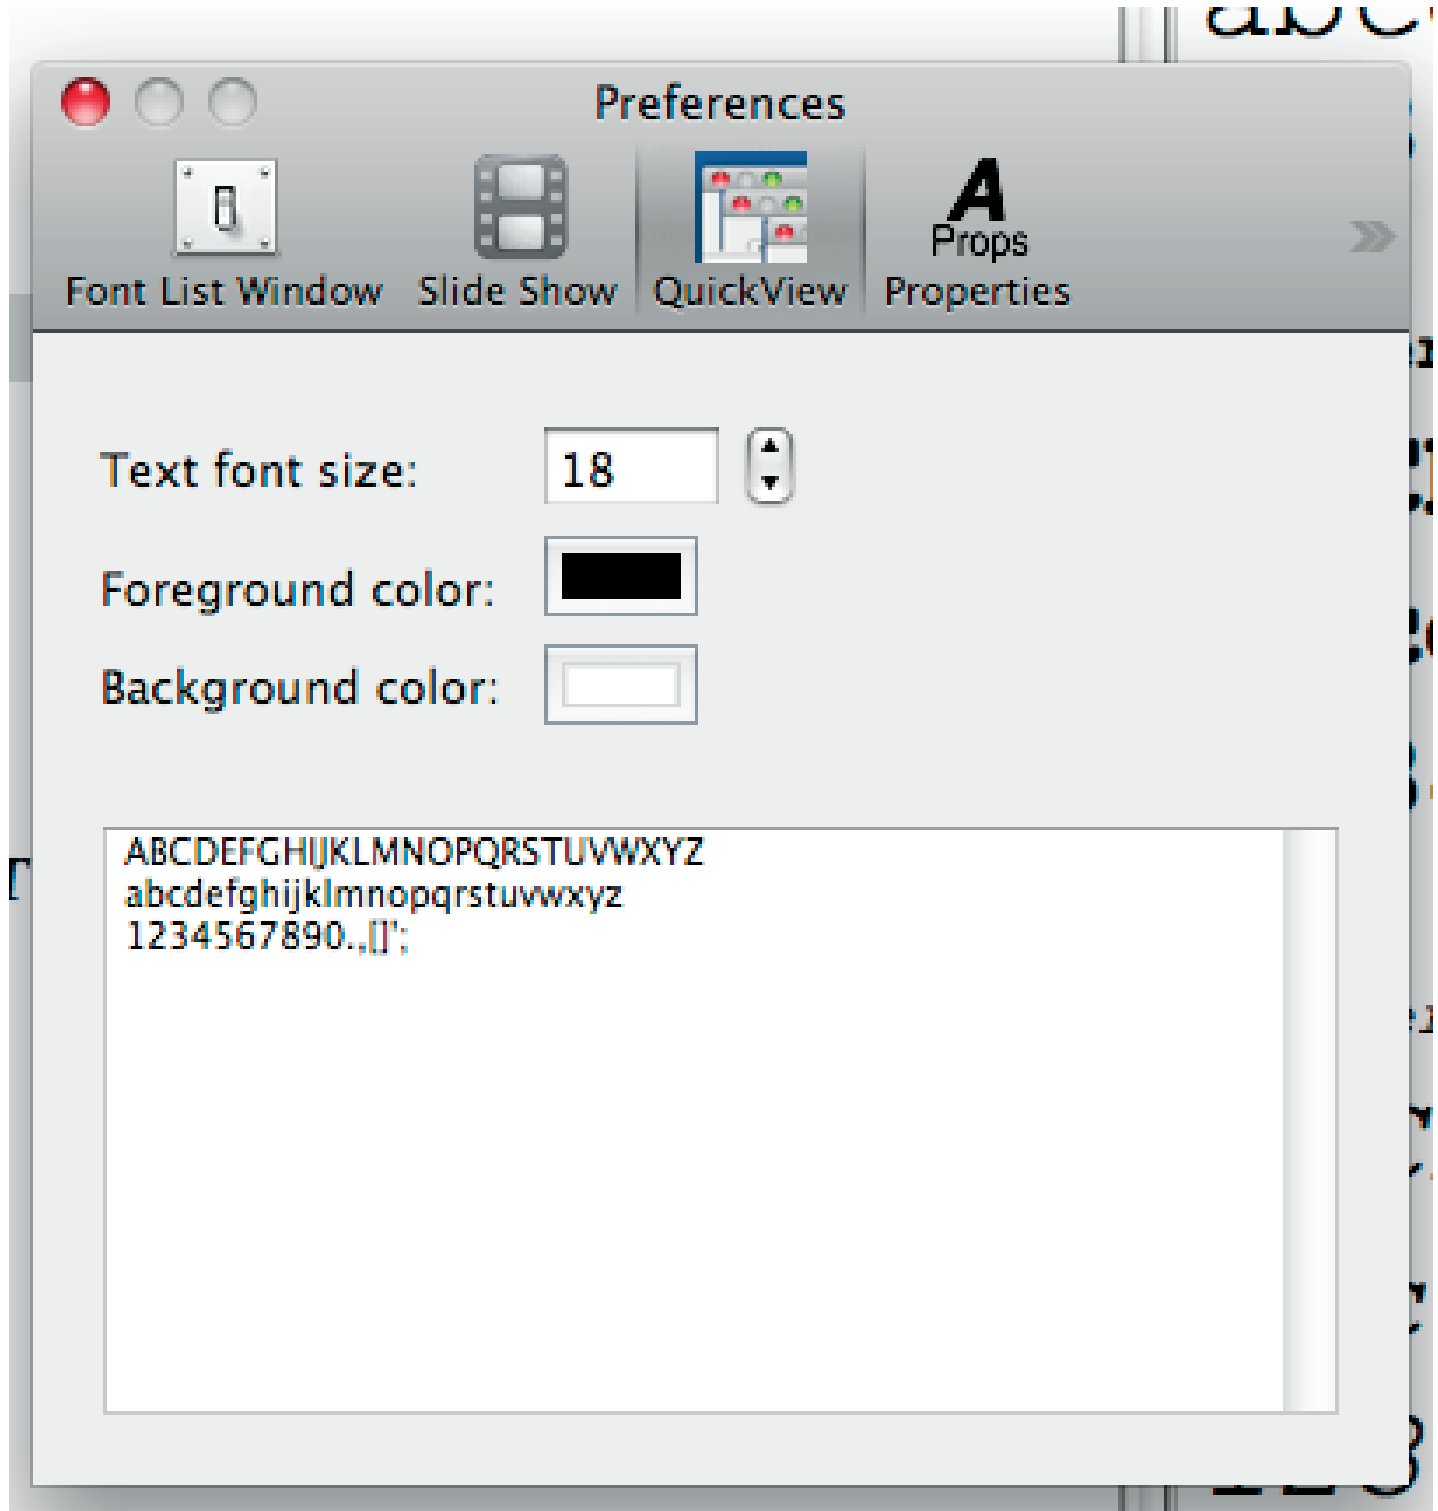 abc
Preferences
Props
Font List Window
Slide Show
QuickView
Properties
Text font size:
18
Foreground color:
Background color:
ABCDEFGHIJKLMNOPQRSTUVWXYZ
abcdefghijklmnopqrstuvwxyz
1234567890.,[]';